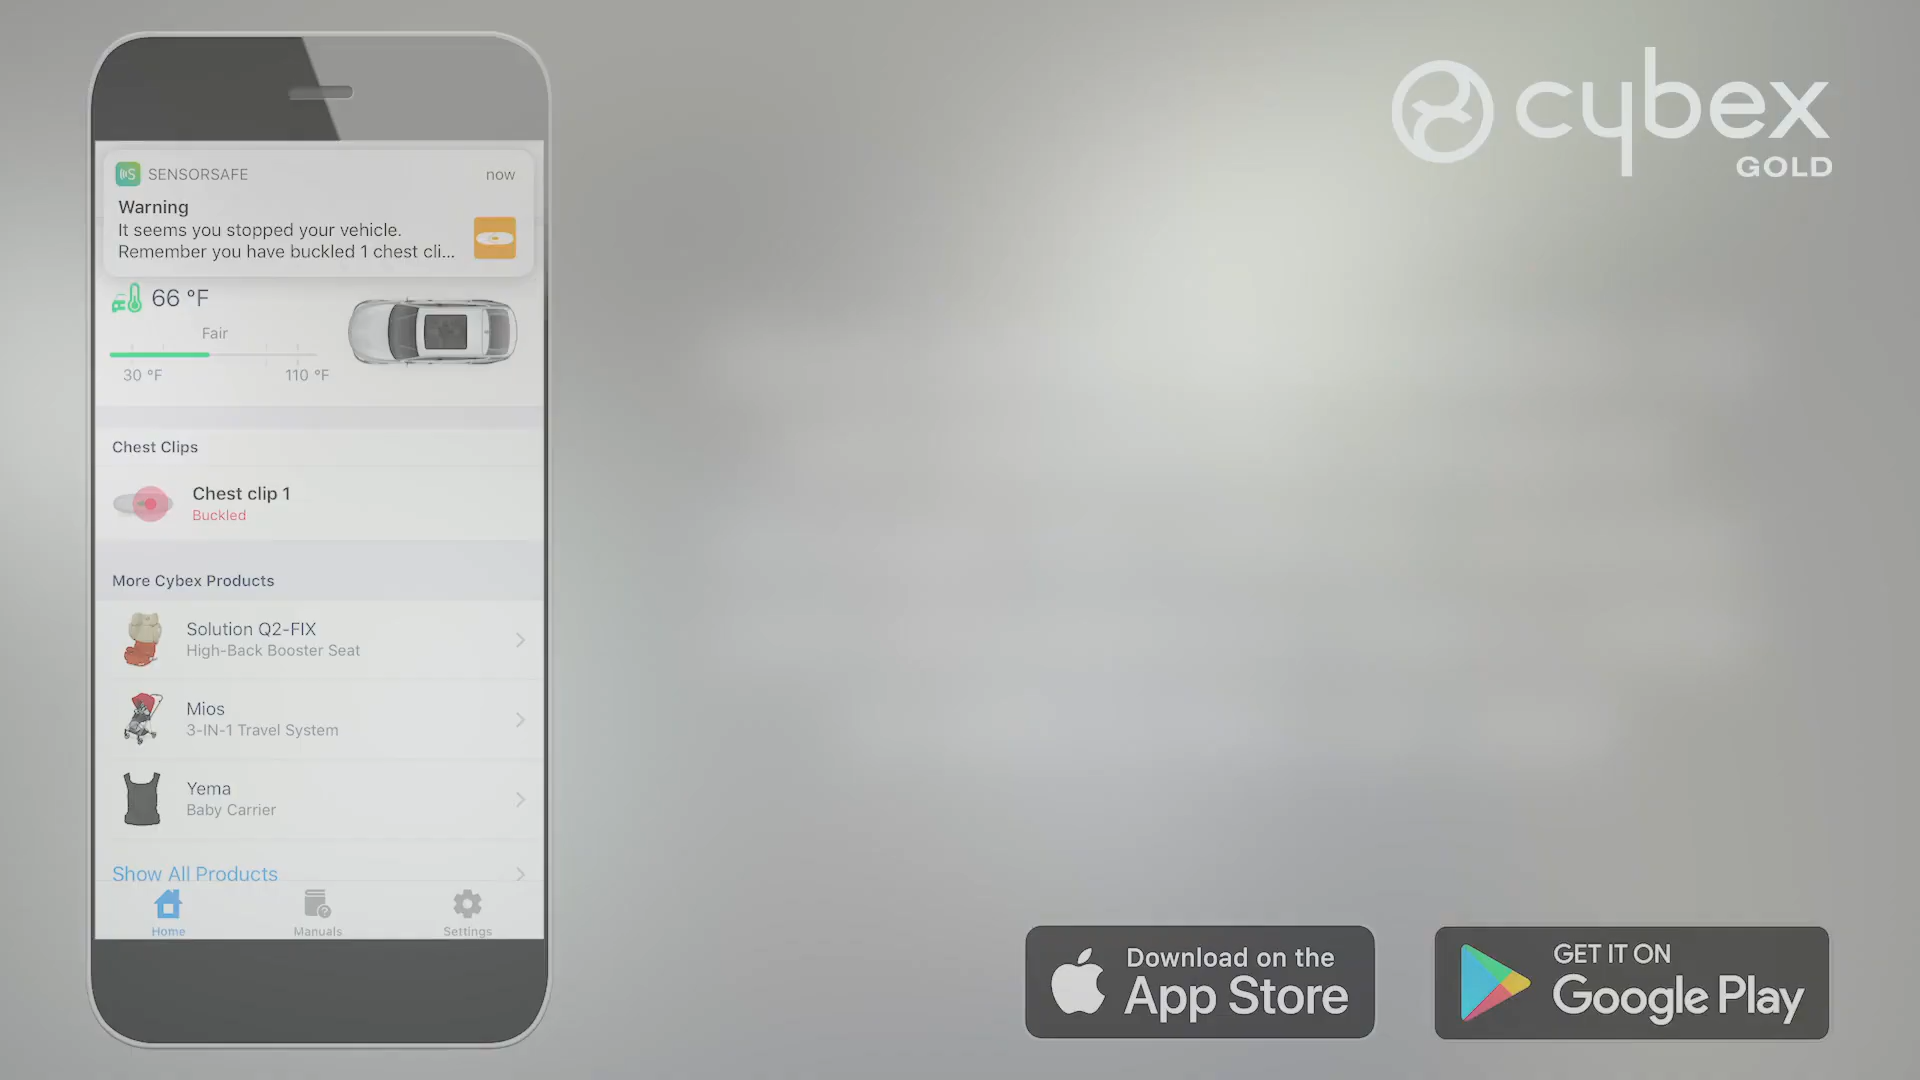 SENSORSAFE
now
Warning
It seems you stopped your vehicle.
Remember you have buckled 1 chest cli...
66 °F
Fair
30 °F
110 °F
Chest Clips
Chest clip 1
Buckled
More Cybex Products
Solution Q2-FIX
High-Back Booster Seat
Mios
3-IN-1 Travel System
Yema
Baby Carrier
Show All Products
Home
Manuals
Settings
cybex
GOLD
Download on the
App Store
GET IT ON
Google Play